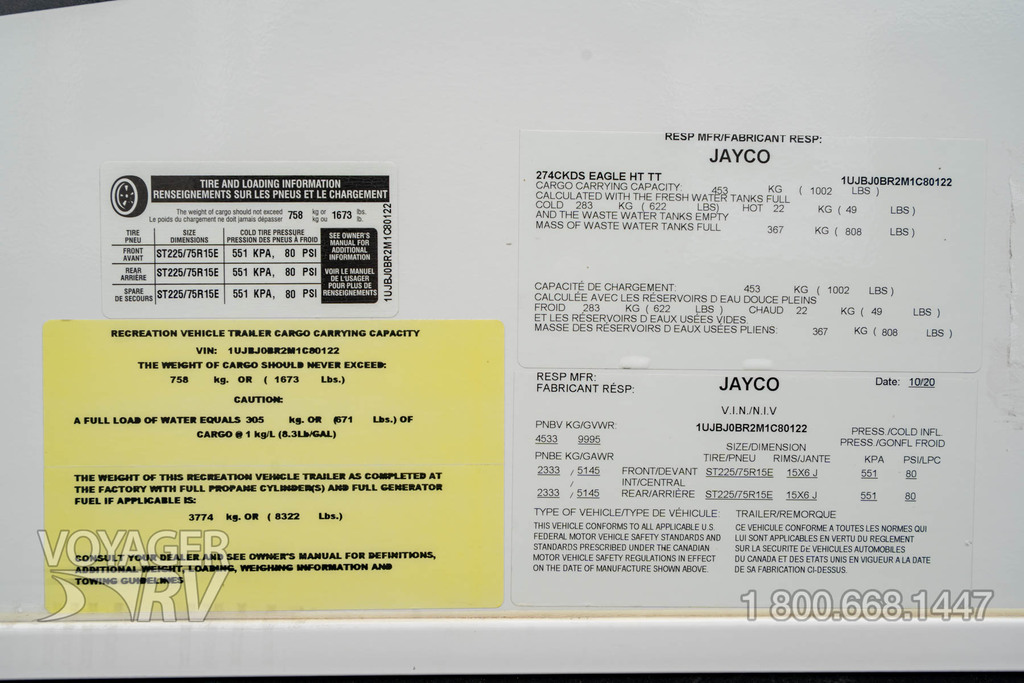 TIRE AND LOADING INFORMATION
RENSEIGNEMENTS SUR LES PNEUS ET LE CHARGEMENT
The weight of cargo should not exceed 758 kg or 1673 lbs.
Le poids du chargement ne doit jamais dépasser kg ou lb.
TIRE PNEU SIZE DIMENSIONS COLD TIRE PRESSURE PRESSION DES PNEUS À FROID
FRONT AVANT ST225/75R15E 551 KPA, 80 PSI
REAR ARRIÈRE ST225/75R15E 551 KPA, 80 PSI
SPARE DE SECOURS ST225/75R15E 551 KPA, 80 PSI
SEE OWNER'S
MANUAL FOR
ADDITIONAL
INFORMATION
VOIR LE MANUEL
DE L'USAGER
POUR PLUS DE
RENSEIGNEMENTS
1UJBJ0BR2M1C80122
RECREATION VEHICLE TRAILER CARGO CARRYING CAPACITY
VIN: 1UJBJ0BR2M1C80122
THE WEIGHT OF CARGO SHOULD NEVER EXCEED:
758 kg. OR ( 1673 Lbs.)
CAUTION:
A FULL LOAD OF WATER EQUALS 305 kg. OR (671 Lbs.) OF
CARGO @ 1 kg/L (8.3Lb/GAL)
THE WEIGHT OF THIS RECREATION VEHICLE TRAILER AS COMPLETED AT
THE FACTORY WITH FULL PROPANE CYLINDER(S) AND FULL GENERATOR
FUEL IF APPLICABLE IS:
3774 kg. OR ( 8322 Lbs.)
CONSULT YOUR DEALER AND SEE OWNER'S MANUAL FOR DEFINITIONS,
ADDITIONAL WEIGHT, LOADING, WEIGHING INFORMATION AND
TOWING GUIDELINES
RESP MFR/FABRICANT RESP:
JAYCO
274CKDS EAGLE HT TT 1UJBJ0BR2M1C80122
CARGO CARRYING CAPACITY: 453 KG ( 1002 LBS )
CALCULATED WITH THE FRESH WATER TANKS FULL
COLD 283 KG ( 622 LBS) HOT 22 KG ( 49 LBS )
AND THE WASTE WATER TANKS EMPTY
MASS OF WASTE WATER TANKS FULL 367 KG ( 808 LBS )
CAPACITÉ DE CHARGEMENT: 453 KG ( 1002 LBS )
CALCULÉE AVEC LES RÉSERVOIRS D EAU DOUCE PLEINS
FROID 283 KG ( 622 LBS ) CHAUD 22 KG ( 49 LBS )
ET LES RÉSERVOIRS D EAUX USÉES VIDES.
MASSE DES RÉSERVOIRS D EAUX USÉES PLIENS: 367 KG ( 808 LBS )
RESP MFR:
FABRICANT RÉSP:
JAYCO
Date: 10/20
V.I.N./N.I.V
PNBV KG/GVWR: 1UJBJ0BR2M1C80122 PRESS /COLD INFL.
4533 9995 SIZE/DIMENSION PRESS /GONFL FROID
PNBE KG/GAWR TIRE/PNEU RIMS/JANTE KPA PSI/LPC
2333 / 5145 FRONT/DEVANT ST225/75R15E 15X6 J 551 80
/ INT/CENTRAL
2333 / 5145 REAR/ARRIÈRE ST225/75R15E 15X6 J 551 80
TYPE OF VEHICLE/TYPE DE VÉHICULE: TRAILER/REMORQUE
THIS VEHICLE CONFORMS TO ALL APPLICABLE U.S.
FEDERAL MOTOR VEHICLE SAFETY STANDARDS AND
STANDARDS PRESCRIBED UNDER THE CANADIAN
MOTOR VEHICLE SAFETY REGULATIONS IN EFFECT
ON THE DATE OF MANUFACTURE SHOWN ABOVE.
CE VÉHICULE CONFORME A TOUTES LES NORMES QUI
LUI SONT APPLICABLES EN VERTU DU REGLEMENT
SUR LA SECURITE De VÉHICULES AUTOMOBILES
DU CANADA ET DES ETATS UNIS EN VIGUEUR A LA DATE
DE SA FABRICATION CI-DESSUS.
VOYAGER
RV
1 800.668.1447